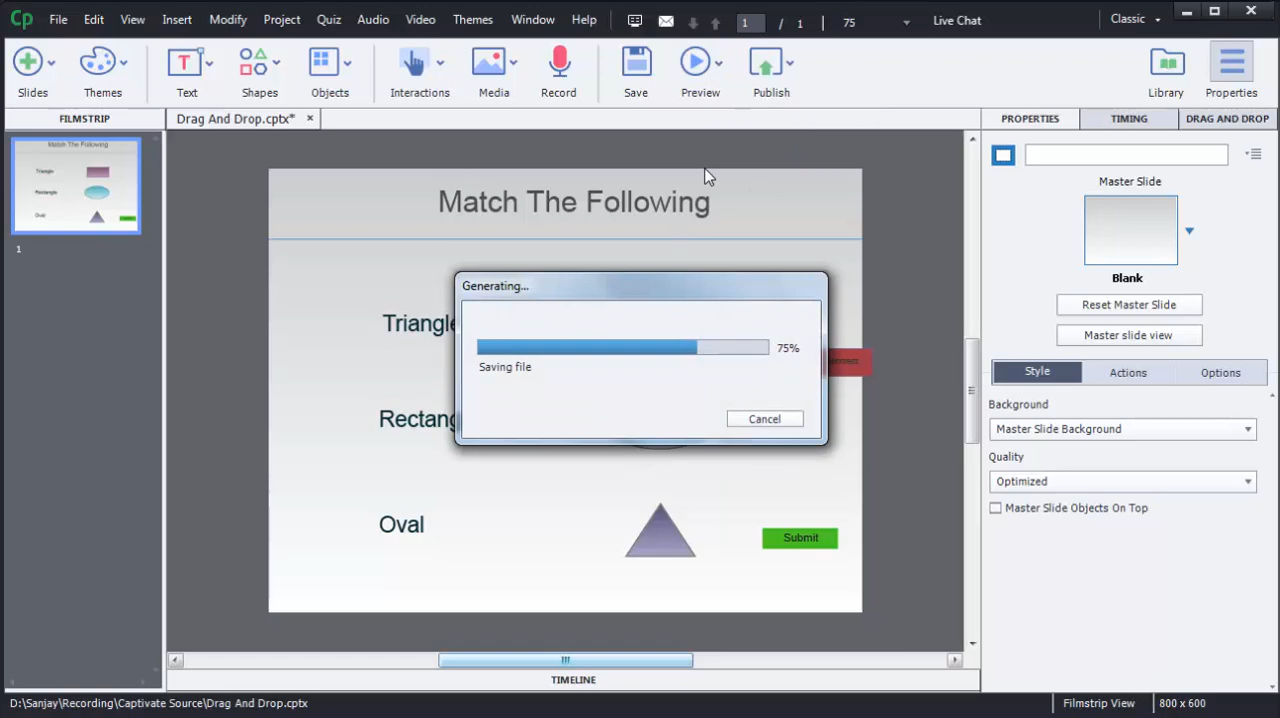 Cp File Edit View Insert Modify Project Quiz Audio Video Themes Window Help 1 / 1 75 Live Chat Classic
Slides Themes Text Shapes Objects Interactions Media Record Save Preview Publish Library Properties
FILMSTRIP Drag And Drop.cptx* × PROPERTIES TIMING DRAG AND DROP
Match The Following
Triangle
Rectangle
Oval
1
Match The Following
Triangle
Rectang
Oval
Submit
Generating...
75%
Saving file
Cancel
Master Slide
Blank
Reset Master Slide
Master slide view
Style Actions Options
Background
Master Slide Background
Quality
Optimized
Master Slide Objects On Top
TIMELINE
D:\Sanjay\Recording\Captivate Source\Drag And Drop.cptx Filmstrip View 800 x 600